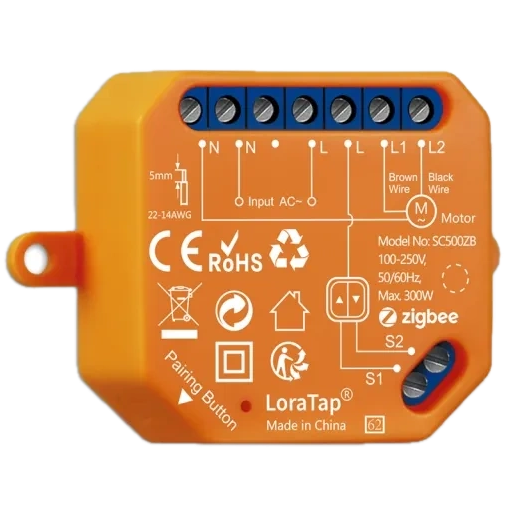 N N L L L1 L2
5mm
22-14AWG
Input AC~
Brown
Wire
Black
Wire
M
~
Motor
CE RoHS
Model No: SC500ZB
100-250V,
50/60Hz,
Max. 300W
zigbee
S2
S1
Pairing Button
LoraTap®
Made in China
62